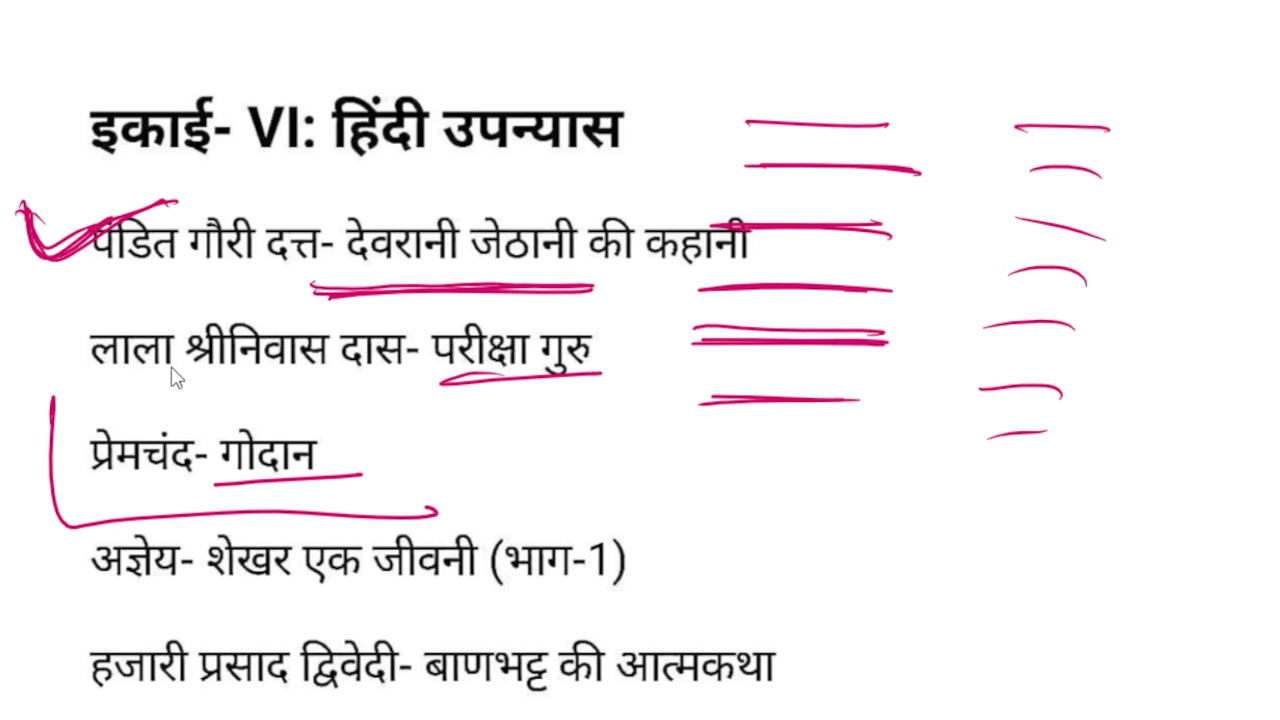 इकाई- VI: हिंदी उपन्यास
पंडित गौरी दत्त- देवरानी जेठानी की कहानी
लाला श्रीनिवास दास- परीक्षा गुरु
प्रेमचंद- गोदान
अज्ञेय- शेखर एक जीवनी (भाग-1)
हजारी प्रसाद द्विवेदी- बाणभट्ट की आत्मकथा